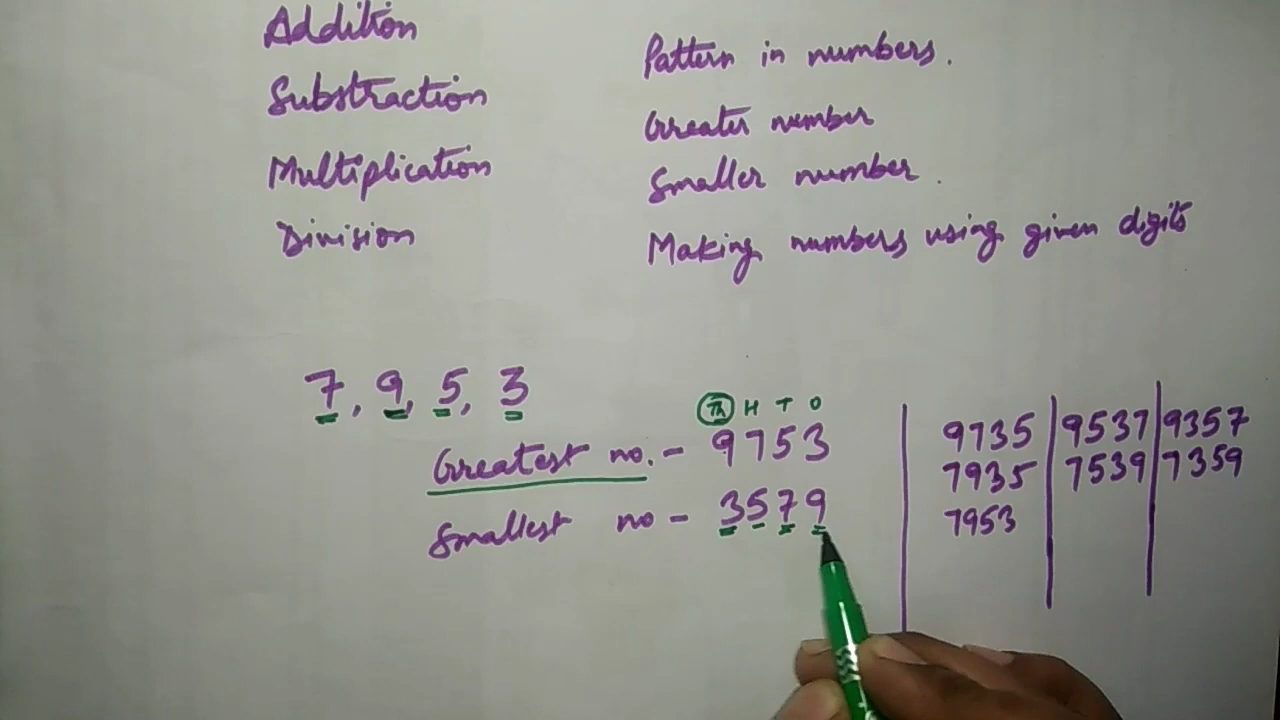 Addition
Substraction
Multiplication
Division
Pattern in numbers.
Greater number
Smaller number.
Making numbers using given digits
7, 9, 5, 3
Th H T O
Greatest no. - 9753
Smallest no - 3579
9735 9537 9357
7935 7539 7359
7953